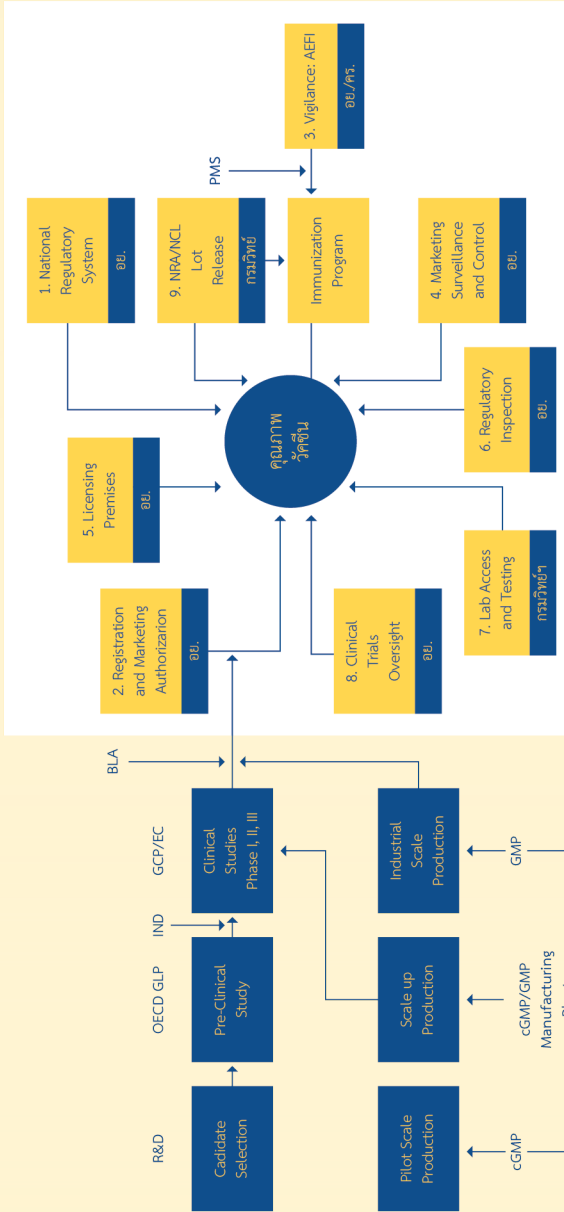 R&D
OECD GLP
IND
GCP/EC
BLA
Cadidate
Selection
Pre-Clinical
Study
Clinical
Studies
Phase I, II, III
Pilot Scale
Production
Scale up
Production
Industrial
Scale
Production
cGMP
cGMP/GMP
Manufacturing
GMP
2. Registration
and Marketing
Authorizarion
อย.
5. Licensing
Premises
อย.
1. National
Regulatory
System
อย.
9. NRA/NCL
Lot
Release
กรมวิทย์
PMS
3. Vigilance: AEFI
อย./คร.
Immunization
Program
คุณภาพ
วัคซีน
8. Clinical
Trials
Oversight
อย.
7. Lab Access
and Testing
กรมวิทย์ฯ
6. Regulatory
Inspection
อย.
4. Marketing
Surveillance
and Control
อย.